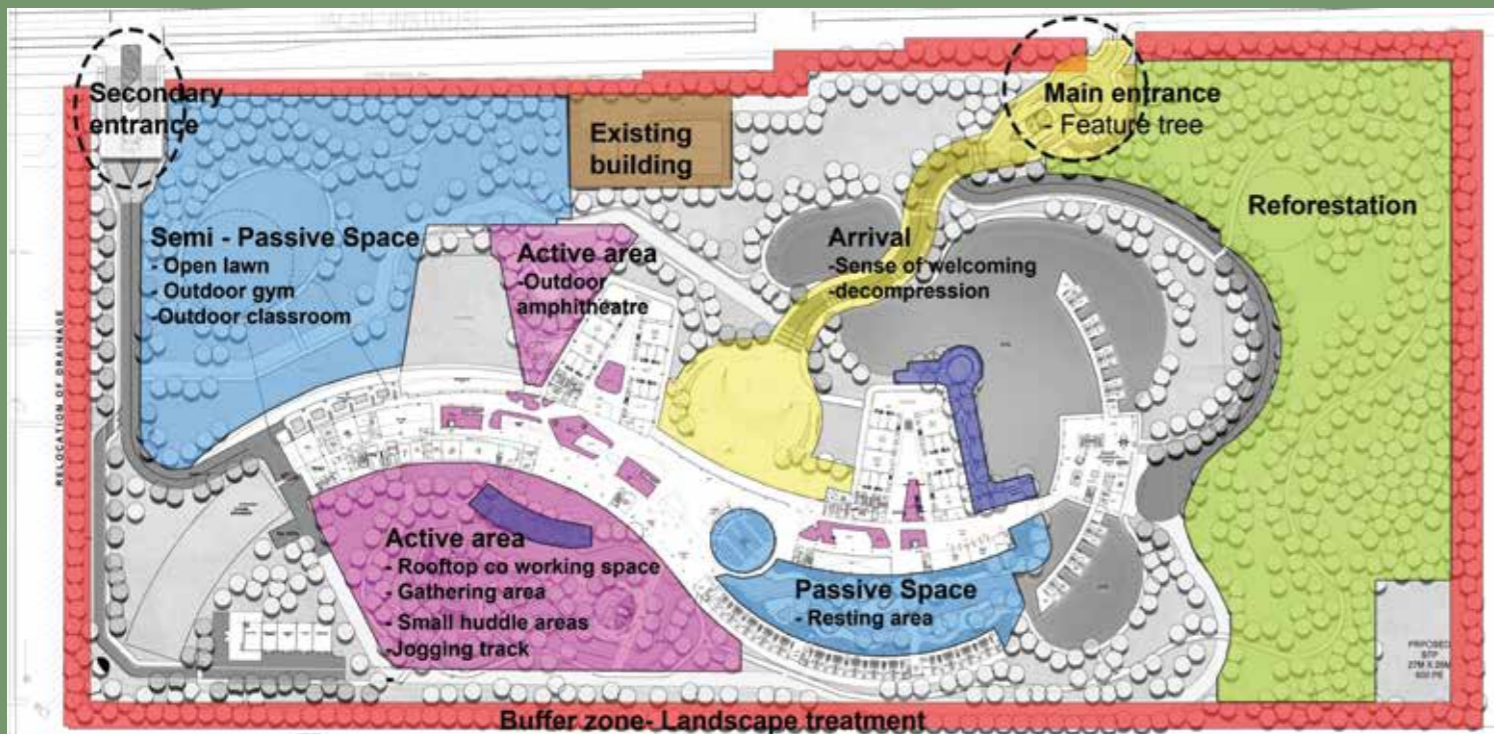 JALAN INSTITUSI
Secondary
entrance
Main entrance
- Feature tree
Existing
building
Reforestation
Semi - Passive Space
- Open lawn
- Outdoor gym
-Outdoor classroom
Active area
-Outdoor
amphitheatre
Arrival
-Sense of welcoming
-decompression
RELOCATION OF DRAINAGE
Active area
- Rooftop co working space
- Gathering area
- Small huddle areas
-Jogging track
Passive Space
- Resting area
PROPOSED
STP
Buffer zone- Landscape treatment